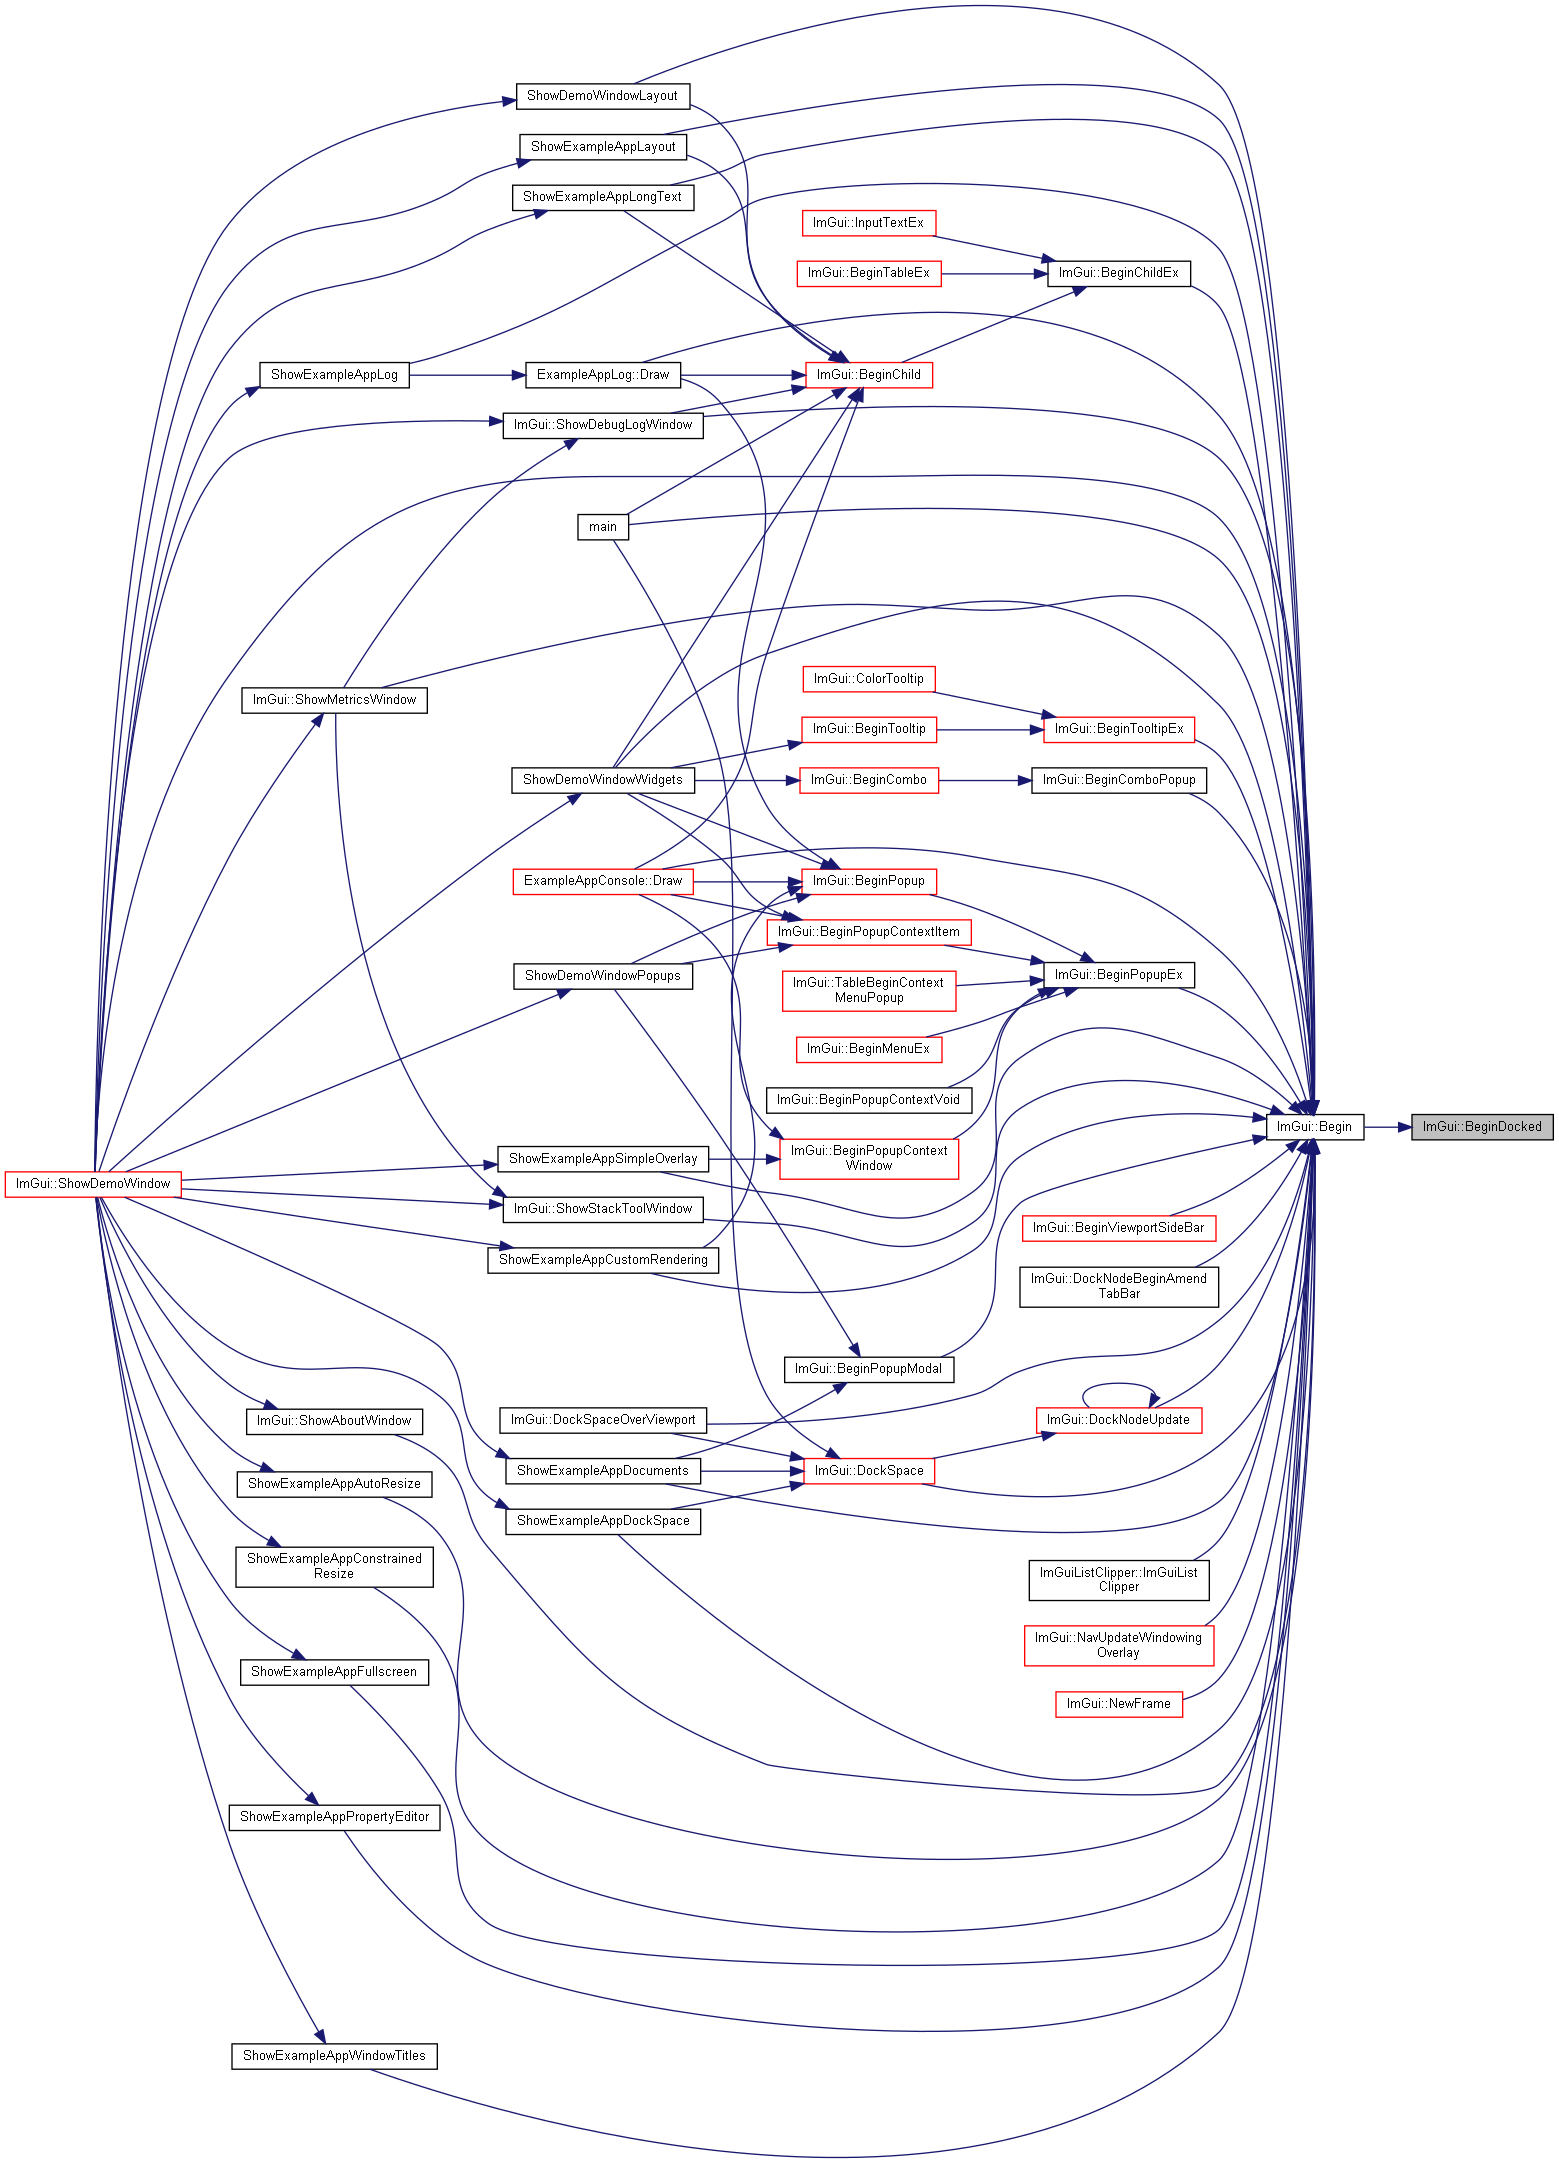 ShowDemoWindowLayout
ShowExampleAppLayout
ShowExampleAppLongText
ImGui::InputTextEx
ImGui::BeginTableEx
ImGui::BeginChildEx
ShowExampleAppLog
ExampleAppLog::Draw
ImGui::BeginChild
ImGui::ShowDebugLogWindow
main
ImGui::ShowMetricsWindow
ImGui::ColorTooltip
ImGui::BeginTooltip
ImGui::BeginTooltipEx
ShowDemoWindowWidgets
ImGui::BeginCombo
ImGui::BeginComboPopup
ExampleAppConsole::Draw
ImGui::BeginPopup
ImGui::BeginPopupContextItem
ShowDemoWindowPopups
ImGui::TableBeginContext
MenuPopup
ImGui::BeginPopupEx
ImGui::BeginMenuEx
ImGui::BeginPopupContextVoid
ImGui::Begin
ImGui::BeginDocked
ShowExampleAppSimpleOverlay
ImGui::BeginPopupContext
Window
ImGui::ShowDemoWindow
ImGui::ShowStackToolWindow
ImGui::BeginViewportSideBar
ShowExampleAppCustomRendering
ImGui::DockNodeBeginAmend
TabBar
ImGui::BeginPopupModal
ImGui::ShowAboutWindow
ImGui::DockSpaceOverViewport
ImGui::DockNodeUpdate
ShowExampleAppAutoResize
ShowExampleAppDocuments
ImGui::DockSpace
ShowExampleAppDockSpace
ShowExampleAppConstrained
Resize
ImGuiListClipper::ImGuiList
Clipper
ImGui::NavUpdateWindowing
Overlay
ShowExampleAppFullscreen
ImGui::NewFrame
ShowExampleAppPropertyEditor
ShowExampleAppWindowTitles